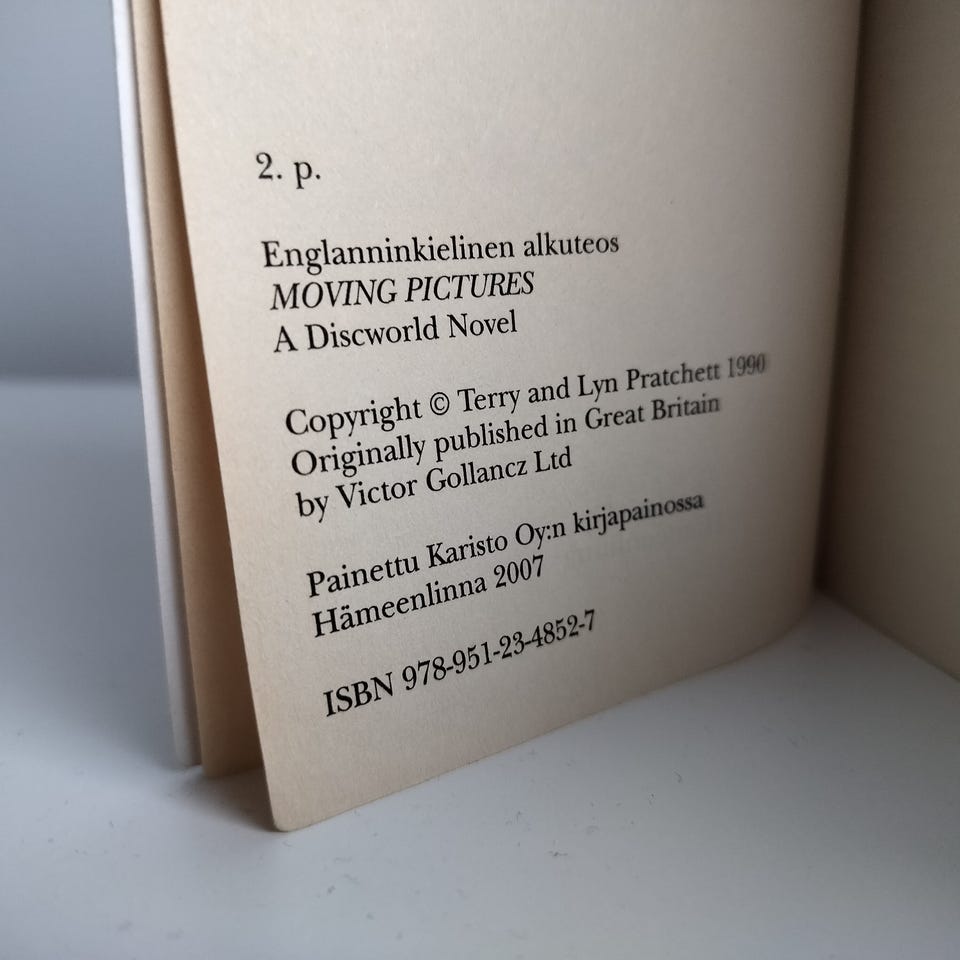 2. p.
Englanninkielinen alkuteos
MOVING PICTURES
A Discworld Novel
Copyright © Terry and Lyn Pratchett 1990
Originally published in Great Britain
by Victor Gollancz Ltd
Painettu Karisto Oy:n kirjapainossa
Hämeenlinna 2007
ISBN 978-951-23-4852-7